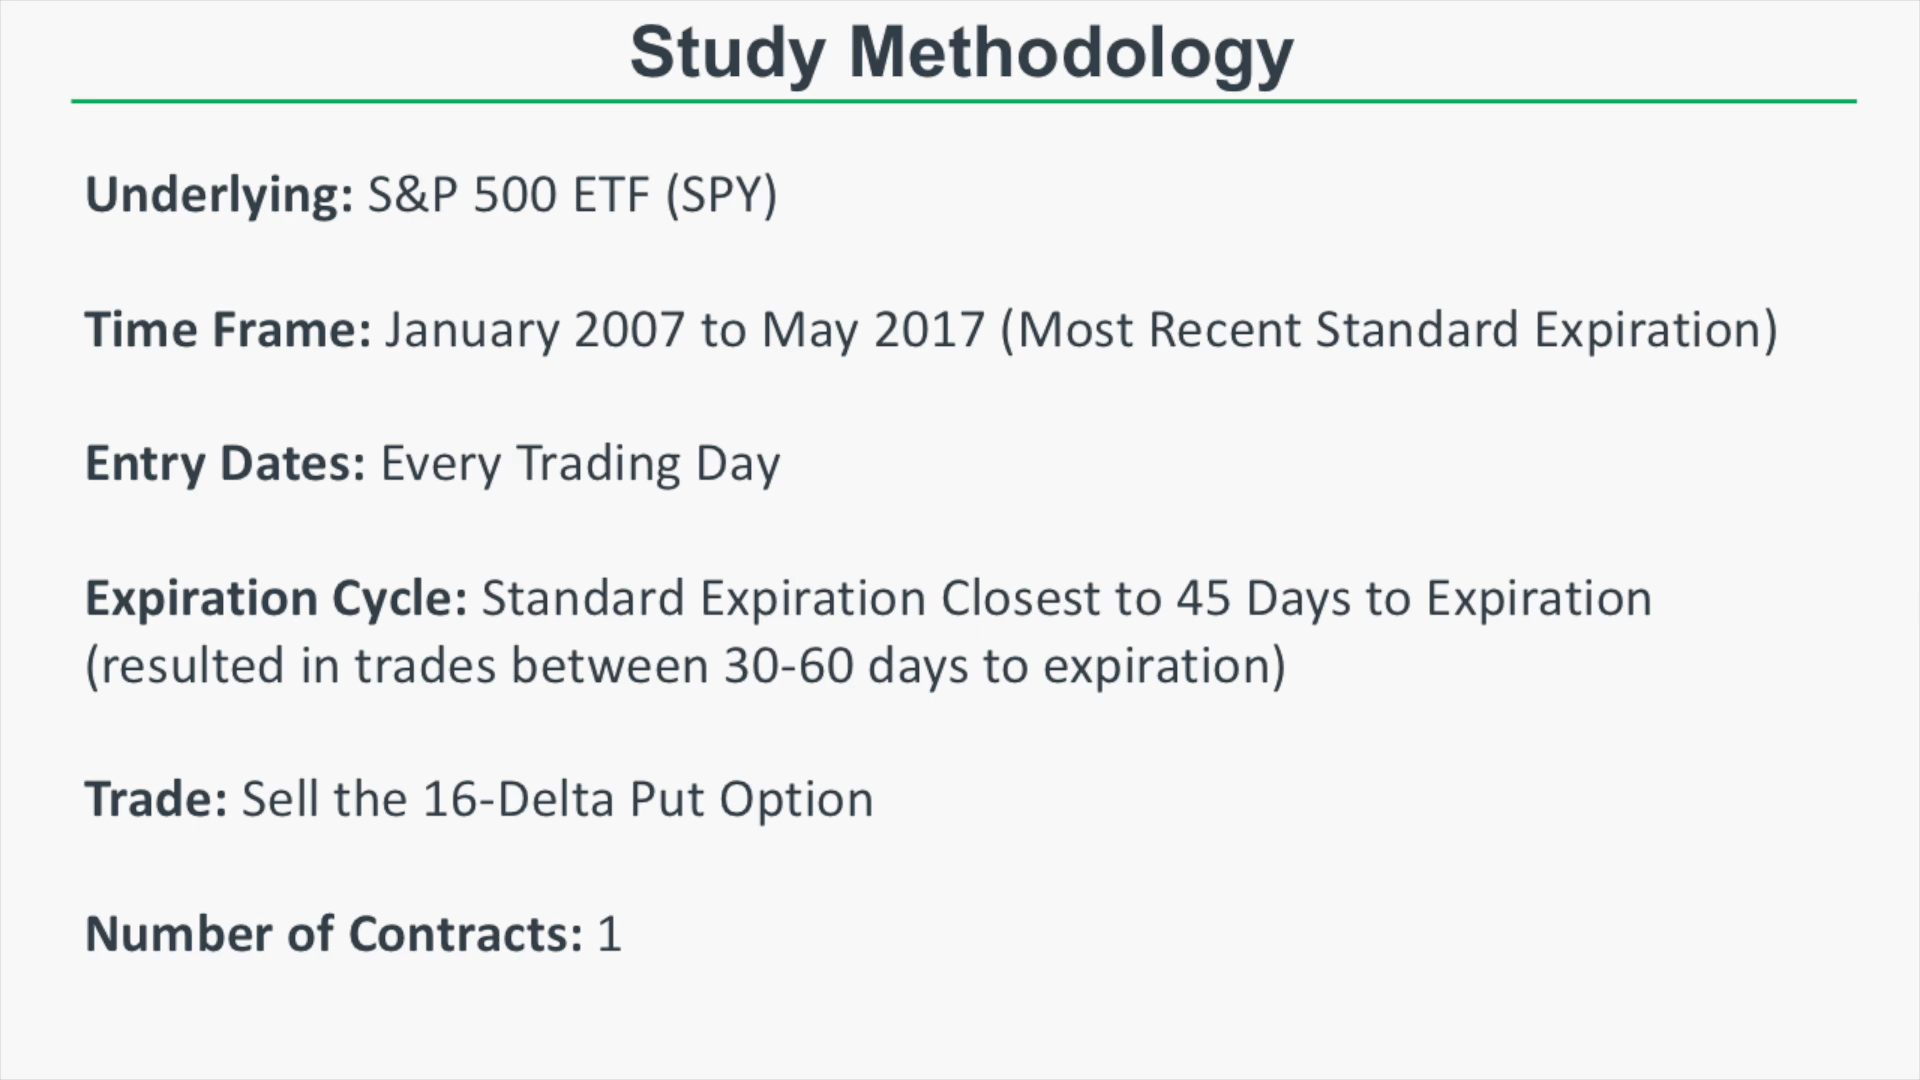 Study Methodology
Underlying: S&P 500 ETF (SPY)
Time Frame: January 2007 to May 2017 (Most Recent Standard Expiration)
Entry Dates: Every Trading Day
Expiration Cycle: Standard Expiration Closest to 45 Days to Expiration
(resulted in trades between 30-60 days to expiration)
Trade: Sell the 16-Delta Put Option
Number of Contracts: 1